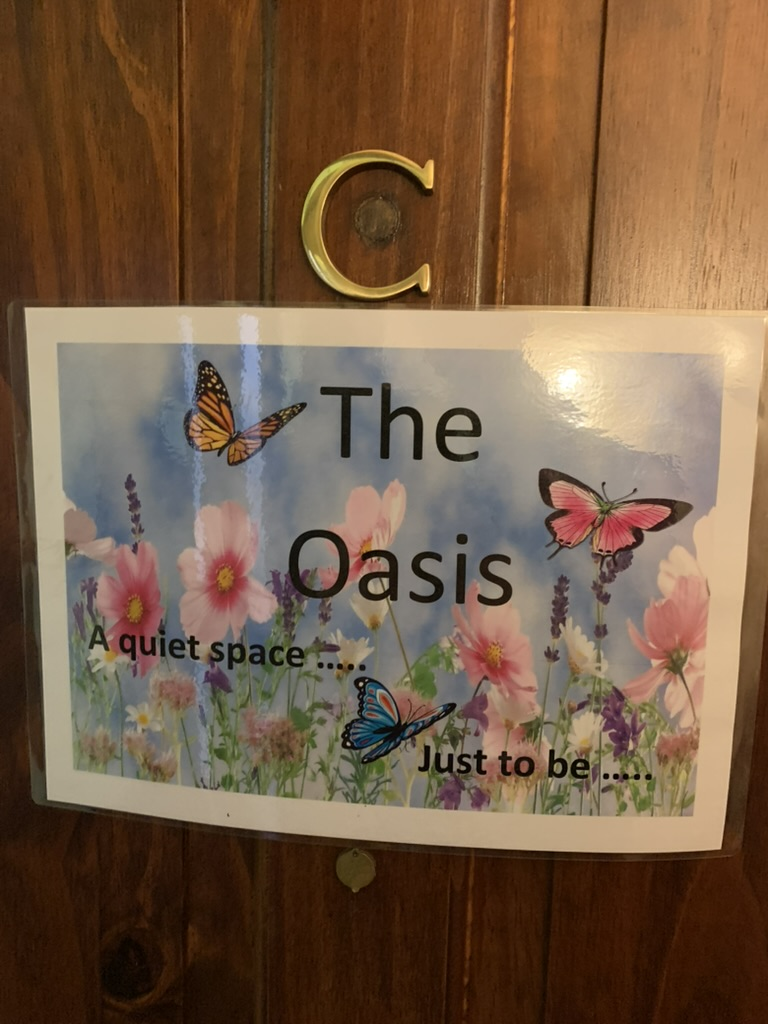 C
The
Oasis
A quiet space .....
Just to be .....